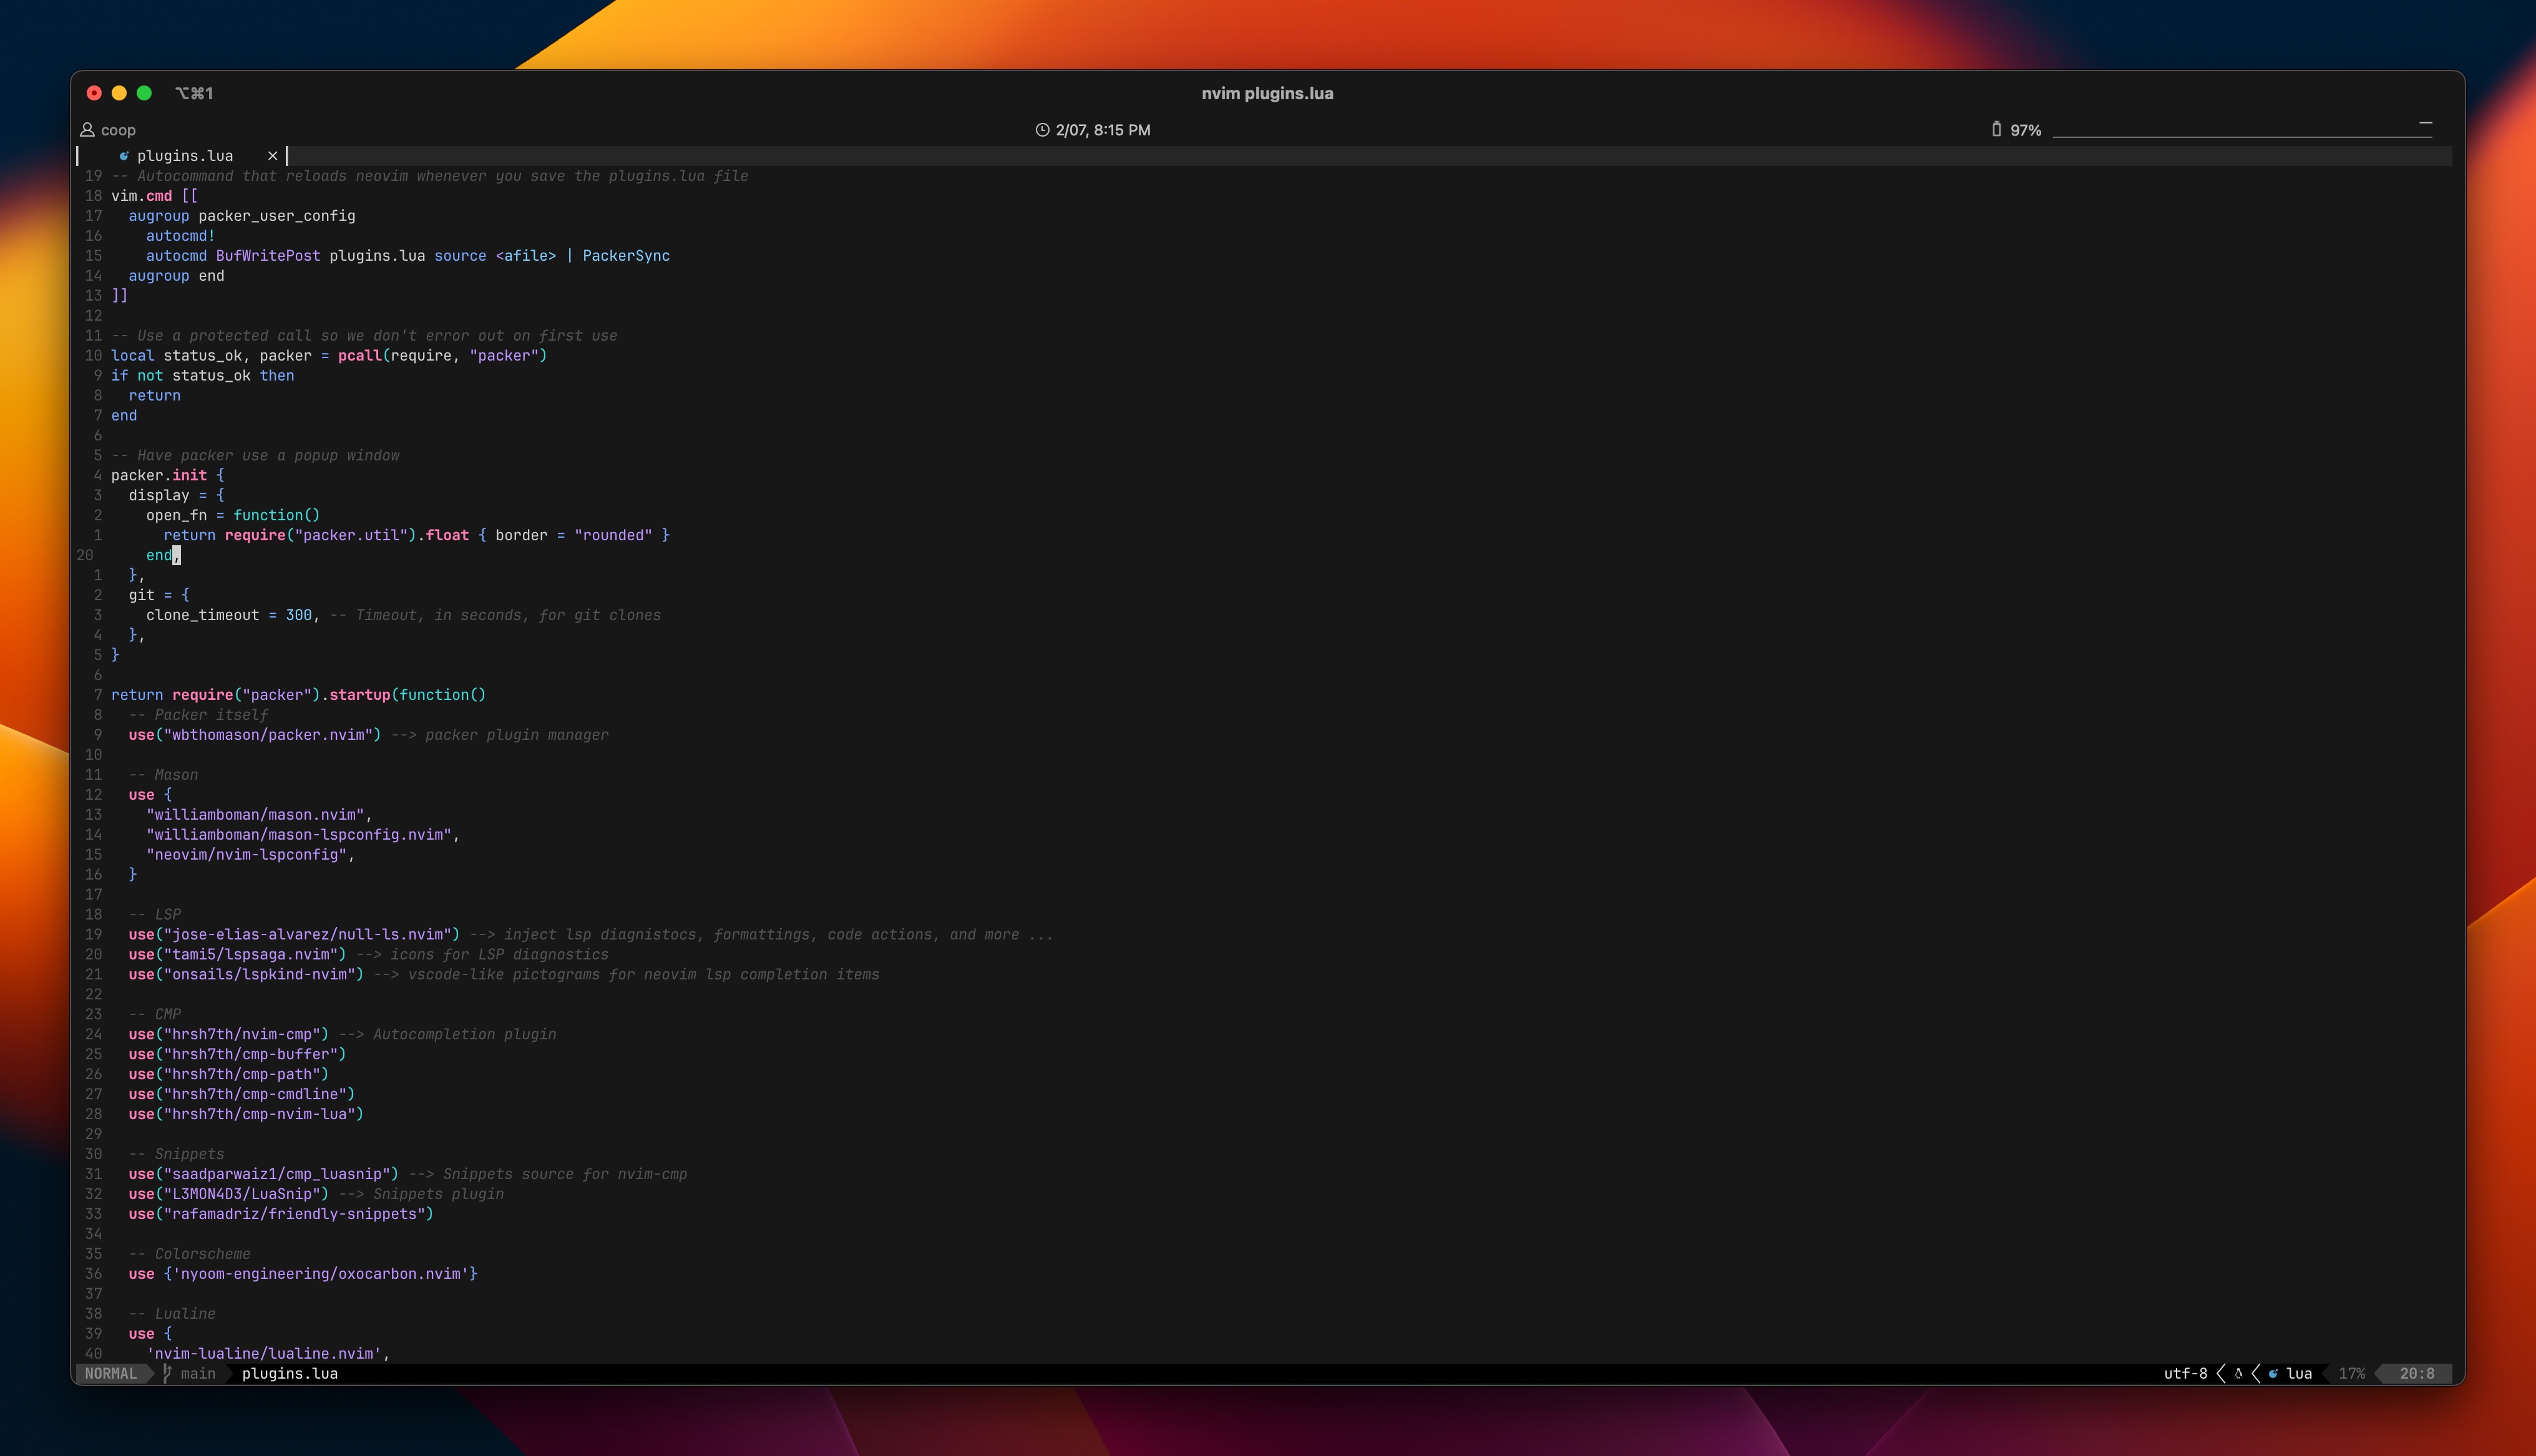 ⌥⌘1
nvim plugins.lua
coop
2/07, 8:15 PM
97%
plugins.lua ×
19 -- Autocommand that reloads neovim whenever you save the plugins.lua file
18 vim.cmd [[
17   augroup packer_user_config
16     autocmd!
15     autocmd BufWritePost plugins.lua source <afile> | PackerSync
14   augroup end
13 ]]
12
11 -- Use a protected call so we don't error out on first use
10 local status_ok, packer = pcall(require, "packer")
9 if not status_ok then
8   return
7 end
6
5 -- Have packer use a popup window
4 packer.init {
3   display = {
2     open_fn = function()
1       return require("packer.util").float { border = "rounded" }
20     end,
1   },
2   git = {
3     clone_timeout = 300, -- Timeout, in seconds, for git clones
4   },
5 }
6
7 return require("packer").startup(function()
8   -- Packer itself
9   use("wbthomason/packer.nvim") --> packer plugin manager
10
11   -- Mason
12   use {
13     "williamboman/mason.nvim",
14     "williamboman/mason-lspconfig.nvim",
15     "neovim/nvim-lspconfig",
16   }
17
18   -- LSP
19   use("jose-elias-alvarez/null-ls.nvim") --> inject lsp diagnistocs, formattings, code actions, and more ...
20   use("tami5/lspsaga.nvim") --> icons for LSP diagnostics
21   use("onsails/lspkind-nvim") --> vscode-like pictograms for neovim lsp completion items
22
23   -- CMP
24   use("hrsh7th/nvim-cmp") --> Autocompletion plugin
25   use("hrsh7th/cmp-buffer")
26   use("hrsh7th/cmp-path")
27   use("hrsh7th/cmp-cmdline")
28   use("hrsh7th/cmp-nvim-lua")
29
30   -- Snippets
31   use("saadparwaiz1/cmp_luasnip") --> Snippets source for nvim-cmp
32   use("L3MON4D3/LuaSnip") --> Snippets plugin
33   use("rafamadriz/friendly-snippets")
34
35   -- Colorscheme
36   use {'nyoom-engineering/oxocarbon.nvim'}
37
38   -- Lualine
39   use {
40     'nvim-lualine/lualine.nvim',
NORMAL main plugins.lua utf-8 lua 17% 20:8